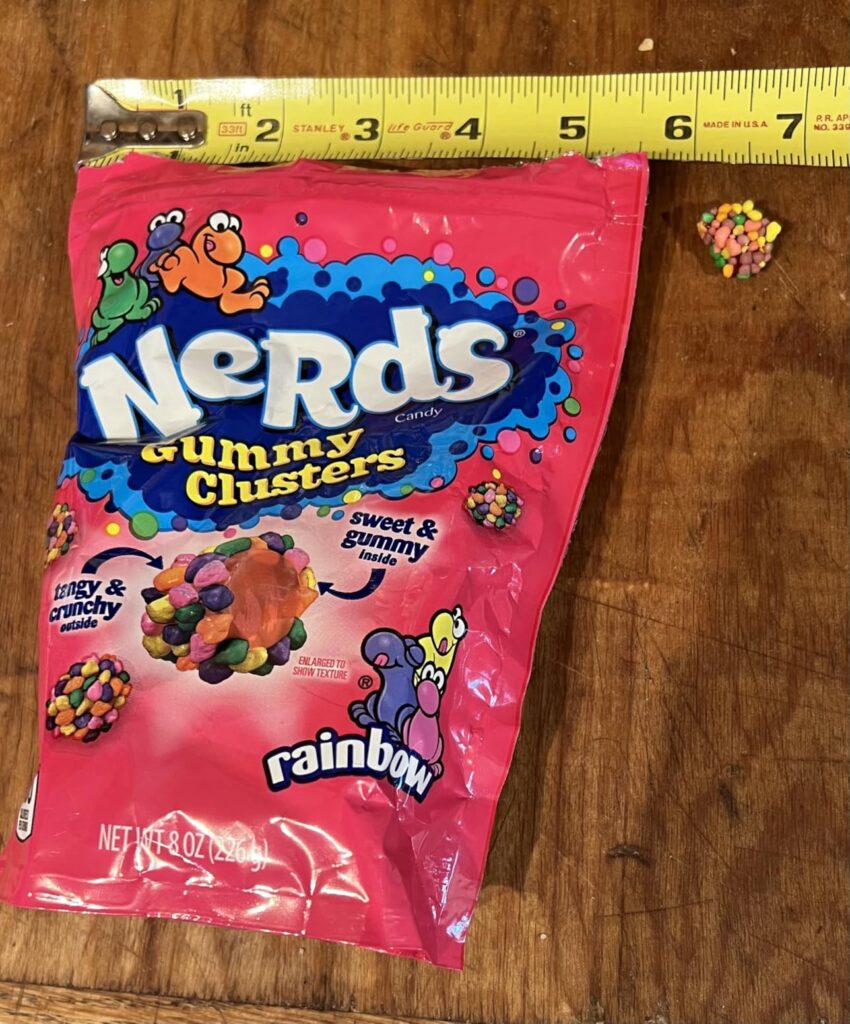 1
ft
33ft
2
in
STANLEY®
3
Life Guard®
4
5
6
MADE IN U.S.A.
7
NERDS®
Candy
Gummy
Clusters
sweet &
gummy
inside
tangy &
crunchy
outside
ENLARGED TO
SHOW TEXTURE
®
rainbow
NET WT 8 OZ (226 g)